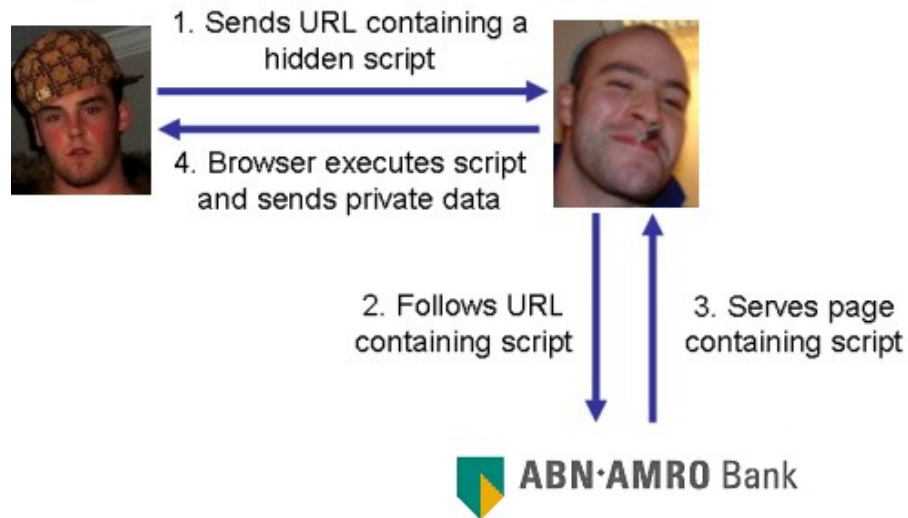 1. Sends URL containing a
hidden script
4. Browser executes script
and sends private data
2. Follows URL
containing script
3. Serves page
containing script
ABN·AMRO Bank